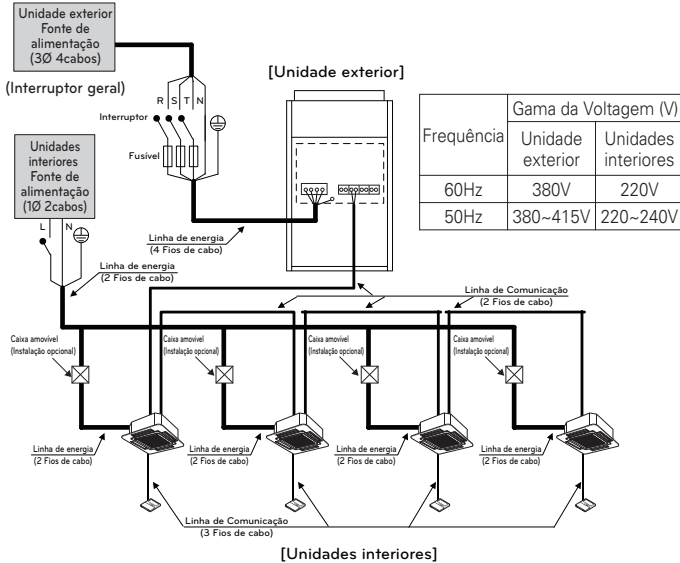 Unidade exterior
Fonte de
alimentação
(3Ø 4cabos)
(Interruptor geral)
R S T N
Interruptor
Fusível
[Unidade exterior]
Frequência
Gama da Voltagem (V)
Unidade exterior
Unidades interiores
60Hz 380V 220V
50Hz 380~415V 220~240V
Unidades
interiores
Fonte de
alimentação
(1Ø 2cabos)
L N
Linha de energia
(4 Fios de cabo)
Linha de energia
(2 Fios de cabo)
Linha de Comunicação
(2 Fios de cabo)
Caixa amovível
(Instalação opcional)
Caixa amovível
(Instalação opcional)
Caixa amovível
(Instalação opcional)
Caixa amovível
(Instalação opcional)
Linha de energia
(2 Fios de cabo)
Linha de energia
(2 Fios de cabo)
Linha de energia
(2 Fios de cabo)
Linha de energia
(2 Fios de cabo)
Linha de Comunicação
(3 Fios de cabo)
[Unidades interiores]